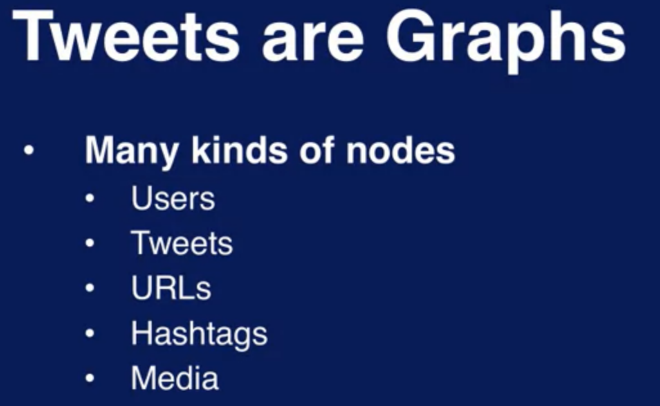 Tweets are Graphs
• Many kinds of nodes
• Users
• Tweets
• URLs
• Hashtags
• Media